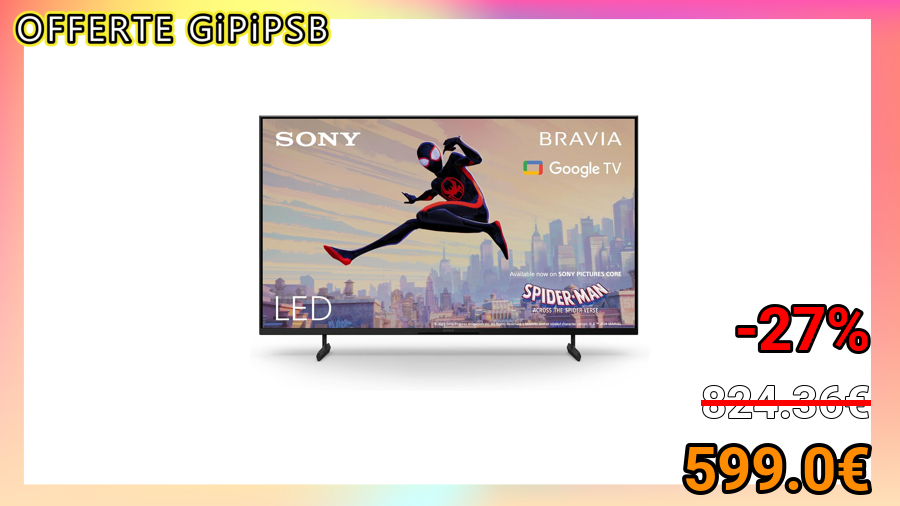 OFFERTE GiPiPSB
SONY
BRAVIA
Google TV
Available now on SONY PICTURES CORE
SPIDER-MAN
ACROSS THE SPIDER-VERSE
LED
-27%
824.36€
599.0€